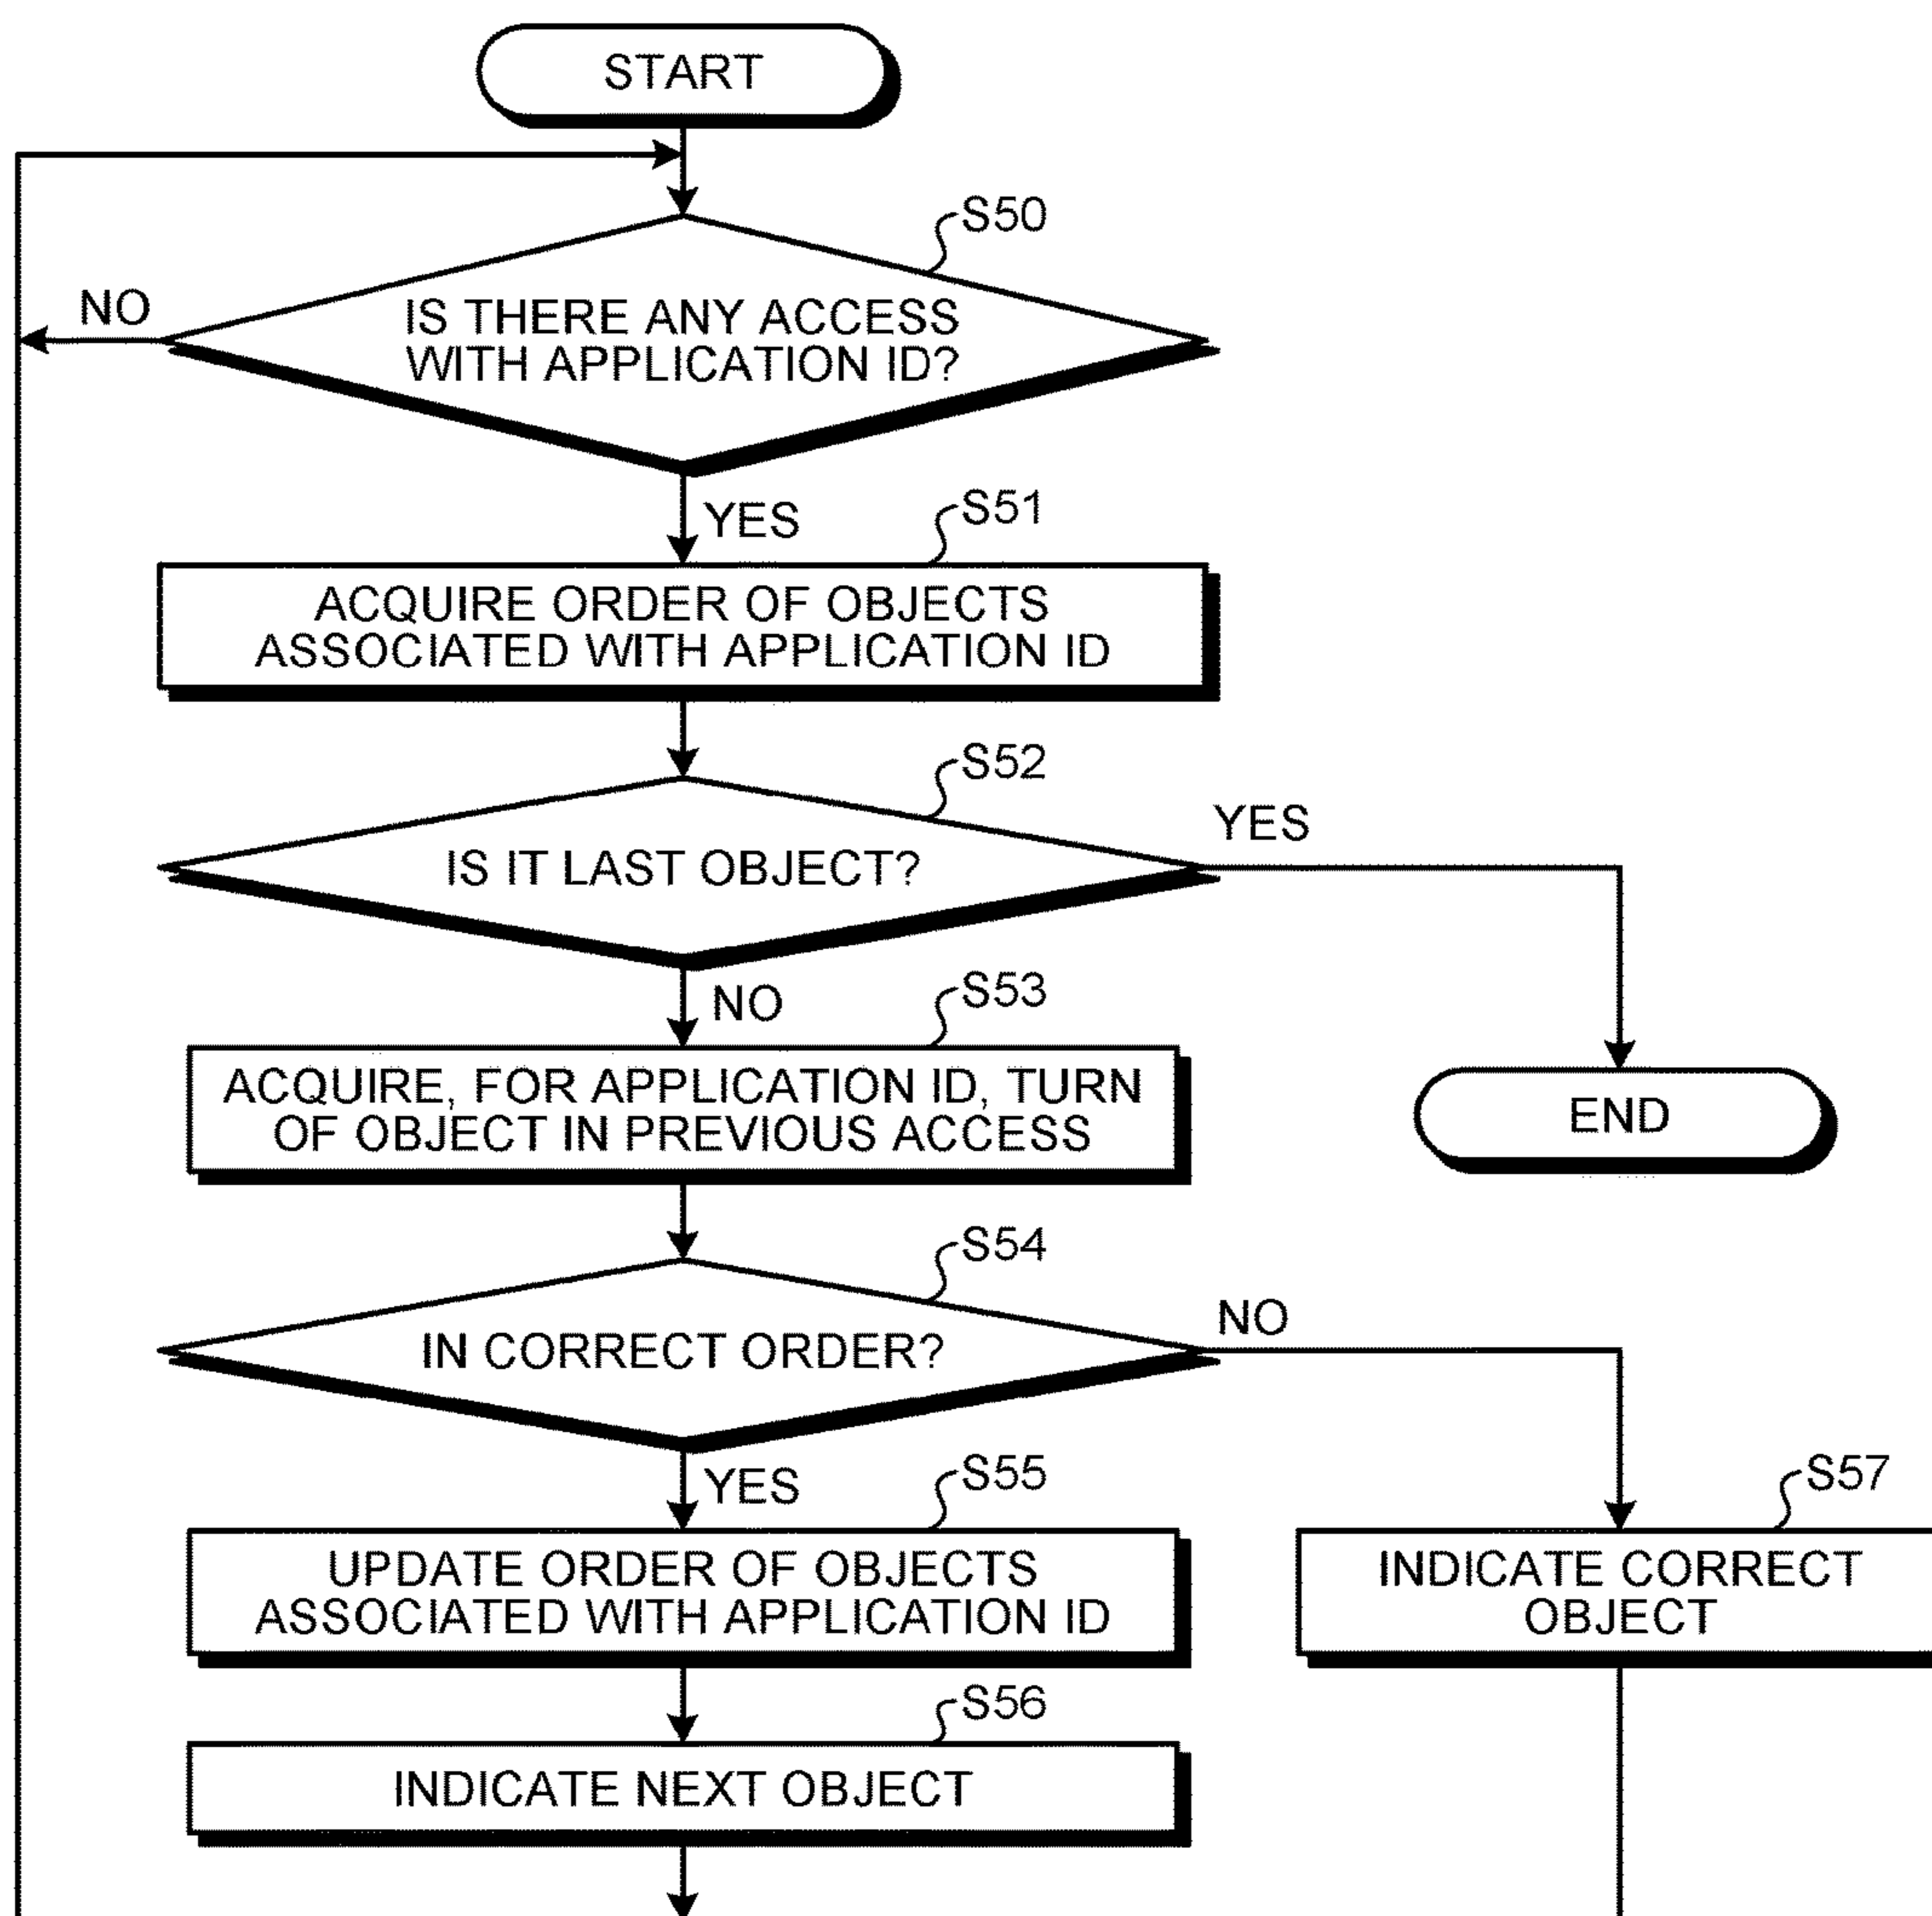 START
S50
NO
IS THERE ANY ACCESS
WITH APPLICATION ID?
YES
S51
ACQUIRE ORDER OF OBJECTS
ASSOCIATED WITH APPLICATION ID
S52
YES
IS IT LAST OBJECT?
NO
S53
ACQUIRE, FOR APPLICATION ID, TURN
OF OBJECT IN PREVIOUS ACCESS
END
S54
NO
IN CORRECT ORDER?
YES
S55
S57
UPDATE ORDER OF OBJECTS
ASSOCIATED WITH APPLICATION ID
INDICATE CORRECT
OBJECT
S56
INDICATE NEXT OBJECT